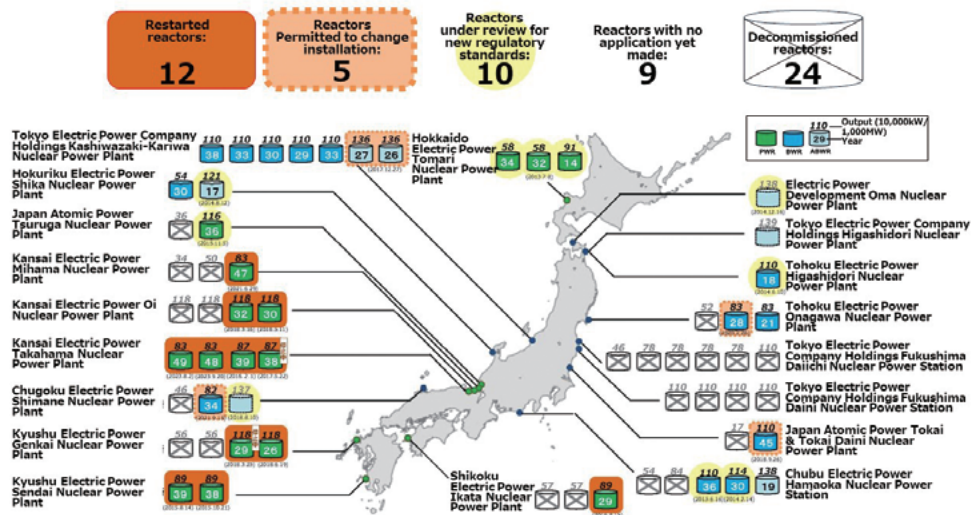 Restarted
reactors:
12
Reactors
Permitted to change
installation:
5
Reactors
under review for
new regulatory
standards:
10
Reactors with no
application yet
made:
9
Decommissioned
reactors:
24
110
29
Output (10,000kw/
1,000MW)
Year
PWR BWR ABWR
Tokyo Electric Power Company
Holdings Kashiwazaki-Kariwa
Nuclear Power Plant
110 110 110 110 110 136 136
38 33 30 29 33 27 26
(2017.12.27)
Hokkaido
Electric Power
Tomari
Nuclear Power
Plant
58 58 91
34 32 14
(2013.7.8)
Hokuriku Electric Power
Shika Nuclear Power
Plant
54 121
30 17
(2014.8.12)
Japan Atomic Power
Tsuruga Nuclear Power
Plant
36 116
36
(2015.11.5)
Kansai Electric Power
Mihama Nuclear Power
Plant
34 50 83
47
Kansai Electric Power Oi
Nuclear Power Plant
118 118 118 118
32 30
Kansai Electric Power
Takahama Nuclear
Power Plant
83 83 87 87
49 48 39 38
Chugoku Electric Power
Shimane Nuclear Power
Plant
46 82 137
34
Kyushu Electric Power
Genkai Nuclear Power
Plant
56 56 118 118
29 26
Kyushu Electric Power
Sendai Nuclear Power
Plant
89 89
39 38
Shikoku
Electric Power
Ikata Nuclear
Power Plant
57 57 89
29
138
Electric Power
Development Oma Nuclear
Power Plant
139
Tokyo Electric Power Company
Holdings Higashidori Nuclear
Power Plant
110
18
Tohoku Electric Power
Higashidori Nuclear
Power Plant
52 83 83
28 21
Tohoku Electric Power
Onagawa Nuclear Power
Plant
46 78 78 78 78 110
Tokyo Electric Power
Company Holdings Fukushima
Daiichi Nuclear Power Station
110 110 110 110
Tokyo Electric Power
Company Holdings Fukushima
Daini Nuclear Power Station
17 110
45
Japan Atomic Power Tokai
& Tokai Daini Nuclear
Power Plant
54 84 110 114 138
36 30 19
Chubu Electric Power
Hamaoka Nuclear Power
Station